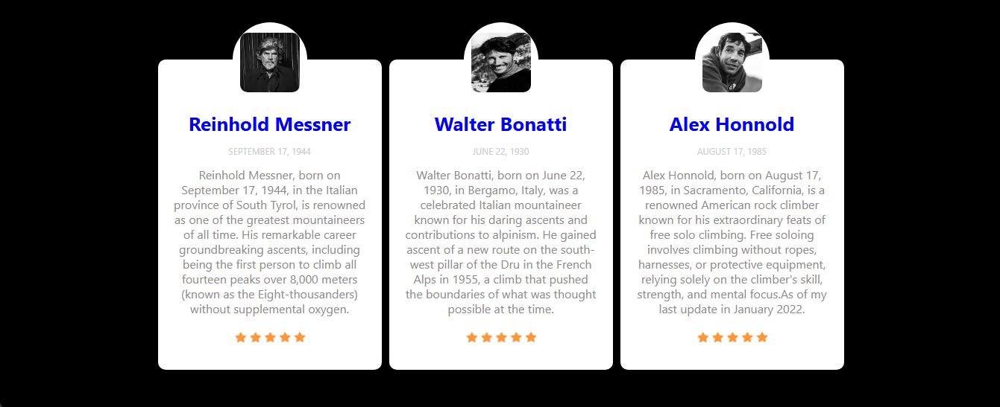 Reinhold Messner
SEPTEMBER 17, 1944
Reinhold Messner, born on
September 17, 1944, in the Italian
province of South Tyrol, is renowned
as one of the greatest mountaineers
of all time. His remarkable career
groundbreaking ascents, including
being the first person to climb all
fourteen peaks over 8,000 meters
(known as the Eight-thousanders)
without supplemental oxygen.
Walter Bonatti
JUNE 22, 1930
Walter Bonatti, born on June 22,
1930, in Bergamo, Italy, was a
celebrated Italian mountaineer
known for his daring ascents and
contributions to alpinism. He gained
ascent of a new route on the south-
west pillar of the Dru in the French
Alps in 1955, a climb that pushed
the boundaries of what was thought
possible at the time.
Alex Honnold
AUGUST 17, 1985
Alex Honnold, born on August 17,
1985, in Sacramento, California, is a
renowned American rock climber
known for his extraordinary feats of
free solo climbing. Free soloing
involves climbing without ropes,
harnesses, or protective equipment,
relying solely on the climber's skill,
strength, and mental focus.As of my
last update in January 2022.